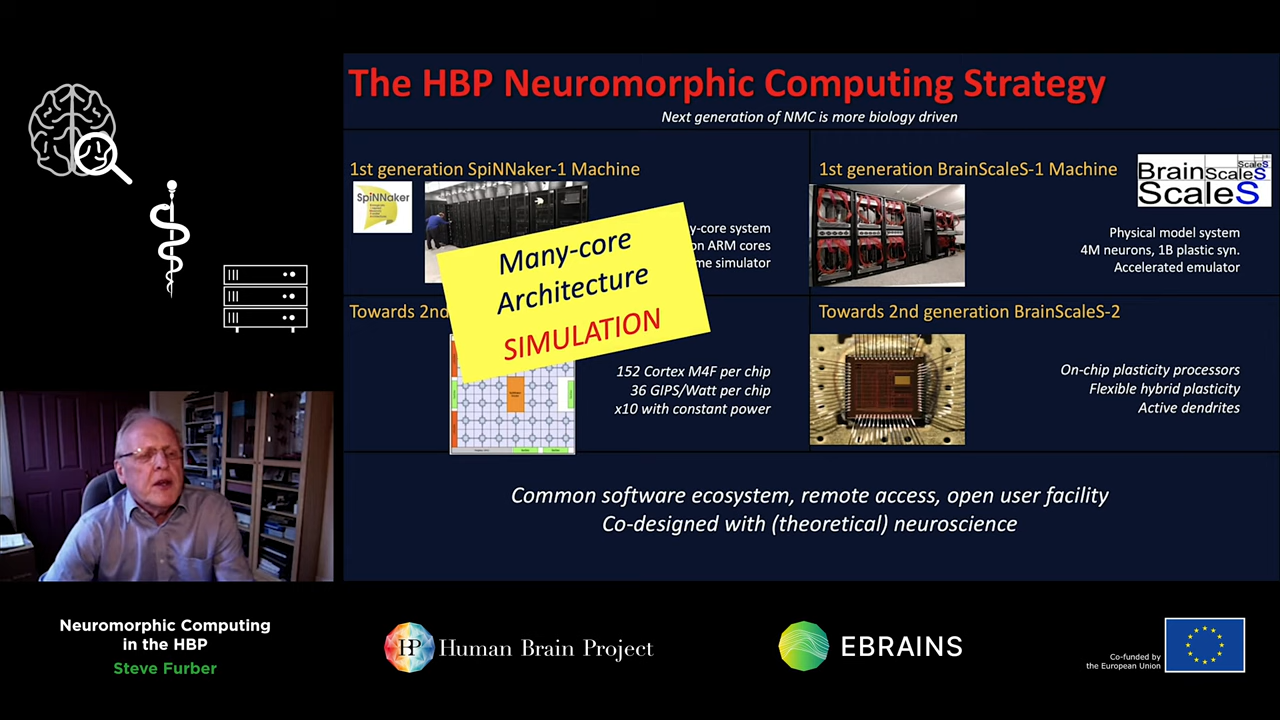 The HBP Neuromorphic Computing Strategy
Next generation of NMC is more biology driven
1st generation SpiNNaker-1 Machine
SpiNNaker
y-core system
on ARM cores
me simulator
Many-core
Architecture
SIMULATION
1st generation BrainScaleS-1 Machine
BrainScaleS
ScaleS
ScaleS
Physical model system
4M neurons, 1B plastic syn.
Accelerated emulator
Towards 2nd
152 Cortex M4F per chip
36 GIPS/Watt per chip
x10 with constant power
Towards 2nd generation BrainScaleS-2
On-chip plasticity processors
Flexible hybrid plasticity
Active dendrites
Common software ecosystem, remote access, open user facility
Co-designed with (theoretical) neuroscience
Neuromorphic Computing
in the HBP
Steve Furber
HP Human Brain Project
EBRAINS
Co-funded by
the European Union